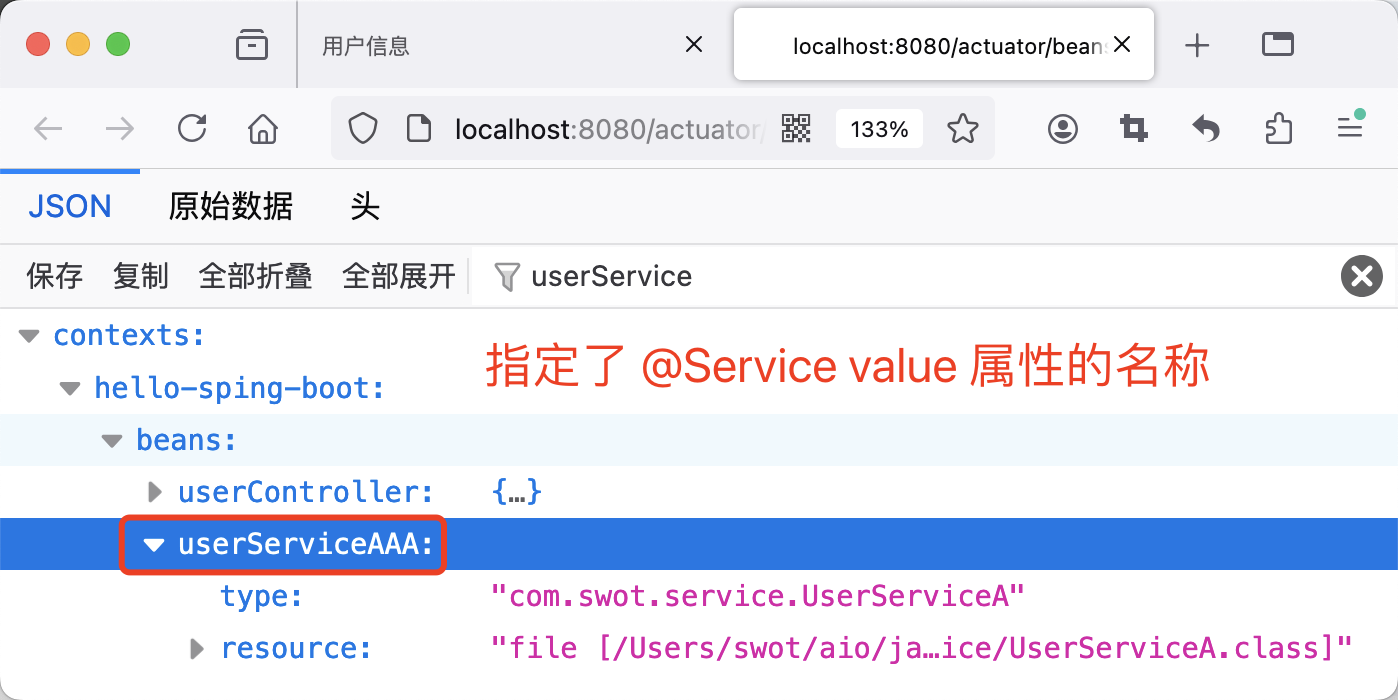 用户信息
localhost:8080/actuator/bean
localhost:8080/actuator/
133%
JSON 原始数据 头
保存 复制 全部折叠 全部展开 userService
contexts:
指定了 @Service value 属性的名称
hello-sping-boot:
beans:
userController: {…}
userServiceAAA:
type: "com.swot.service.UserServiceA"
resource: "file [/Users/swot/aio/ja…ice/UserServiceA.class]"